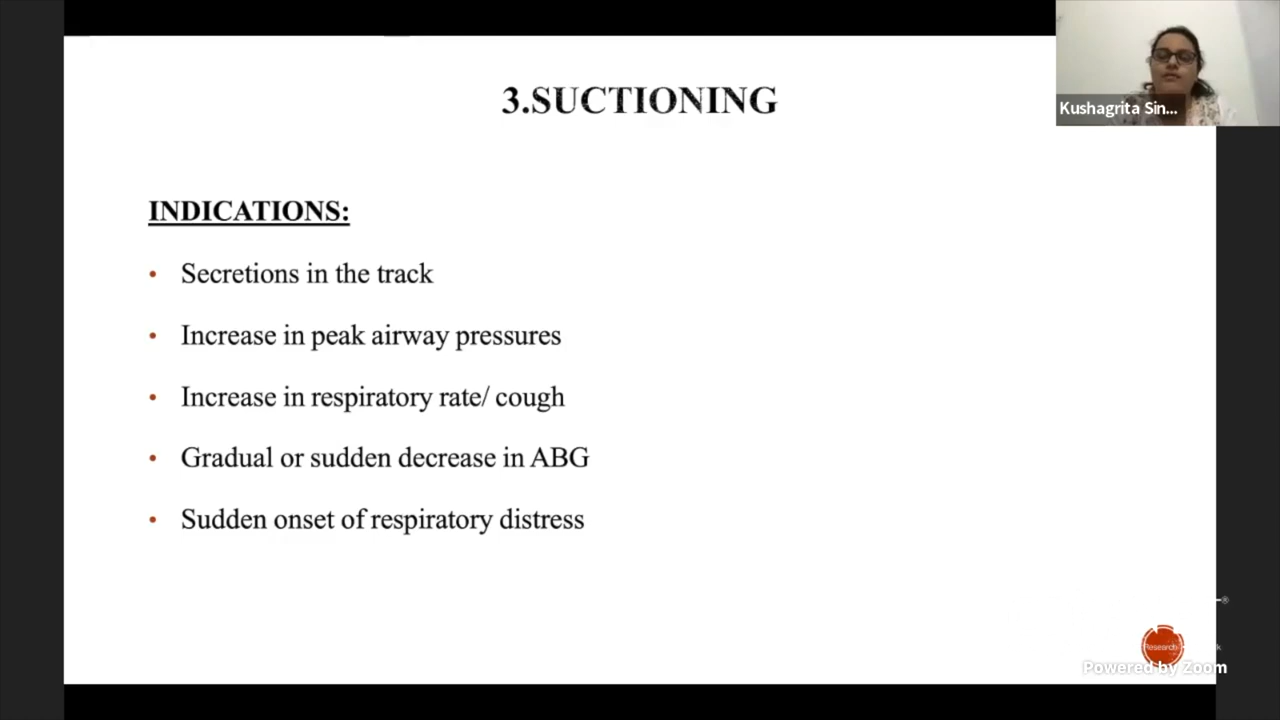 3.SUCTIONING
Kushagrita Sin...
INDICATIONS:
• Secretions in the track
• Increase in peak airway pressures
• Increase in respiratory rate/ cough
• Gradual or sudden decrease in ABG
• Sudden onset of respiratory distress
Research
Powered by Zoom